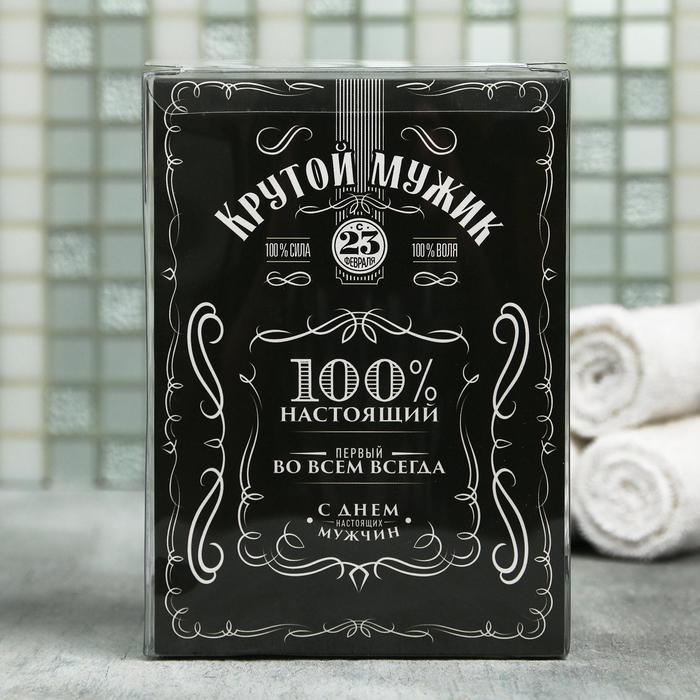 КРУТОЙ МУЖИК
С
23
ФЕВРАЛЯ
100% СИЛА
100% ВОЛЯ
100%
НАСТОЯЩИЙ
ПЕРВЫЙ
ВО ВСЕМ ВСЕГДА
С ДНЕМ
НАСТОЯЩИХ
МУЖЧИН